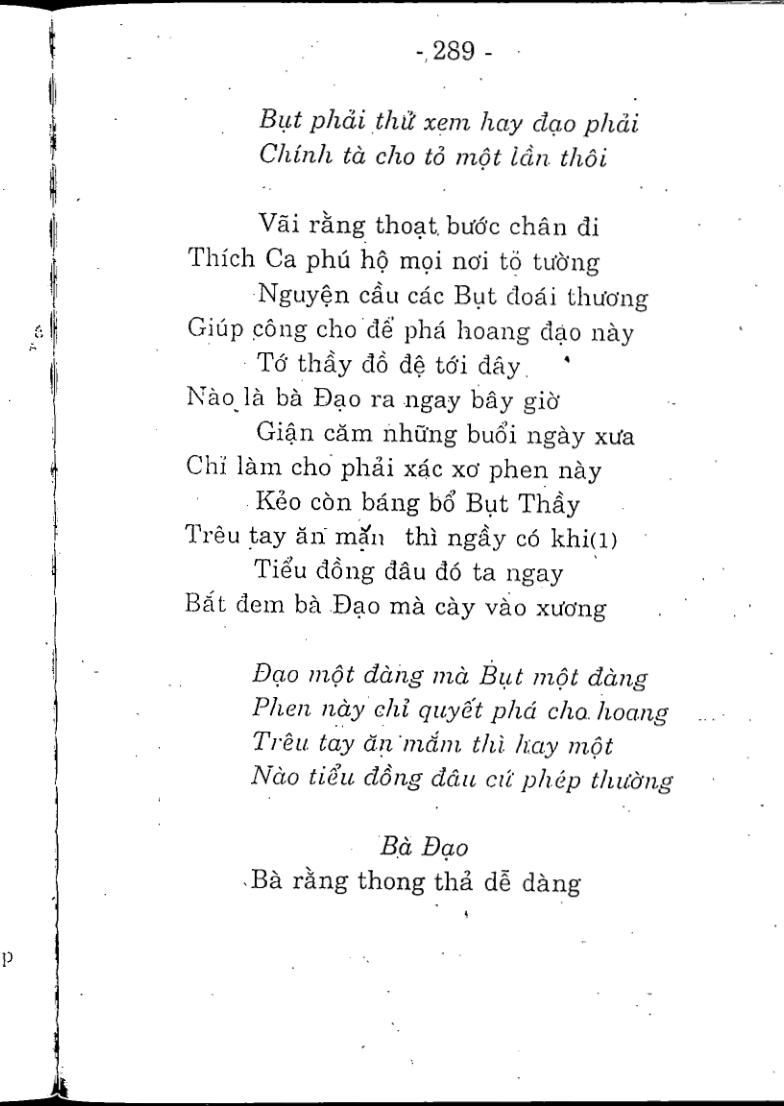 - 289 -
Bụt phải thử xem hay đạo phải
Chính tà cho tỏ một lần thôi
Vãi rằng thoạt bước chân đi
Thích Ca phú hộ mọi nơi tỏ tường
Nguyện cầu các Bụt đoái thương
Giúp công cho để phá hoang đạo này
Tớ thầy đồ đệ tới đây
Nào là bà Đạo ra ngay bây giờ
Giận căm những buổi ngày xưa
Chỉ làm cho phải xác xơ phen này
Kẻo còn báng bổ Bụt Thầy
Trêu tay ăn mắn thì ngầy có khi(1)
Tiểu đồng đâu đó ta ngay
Bắt đem bà Đạo mà cày vào xương
Đạo một đàng mà Bụt một đàng
Phen này chỉ quyết phá cho hoang
Trêu tay ăn mắm thì hay một
Nào tiểu đồng đâu cứ phép thường
Bà Đạo
Bà rằng thong thả dễ dàng
p